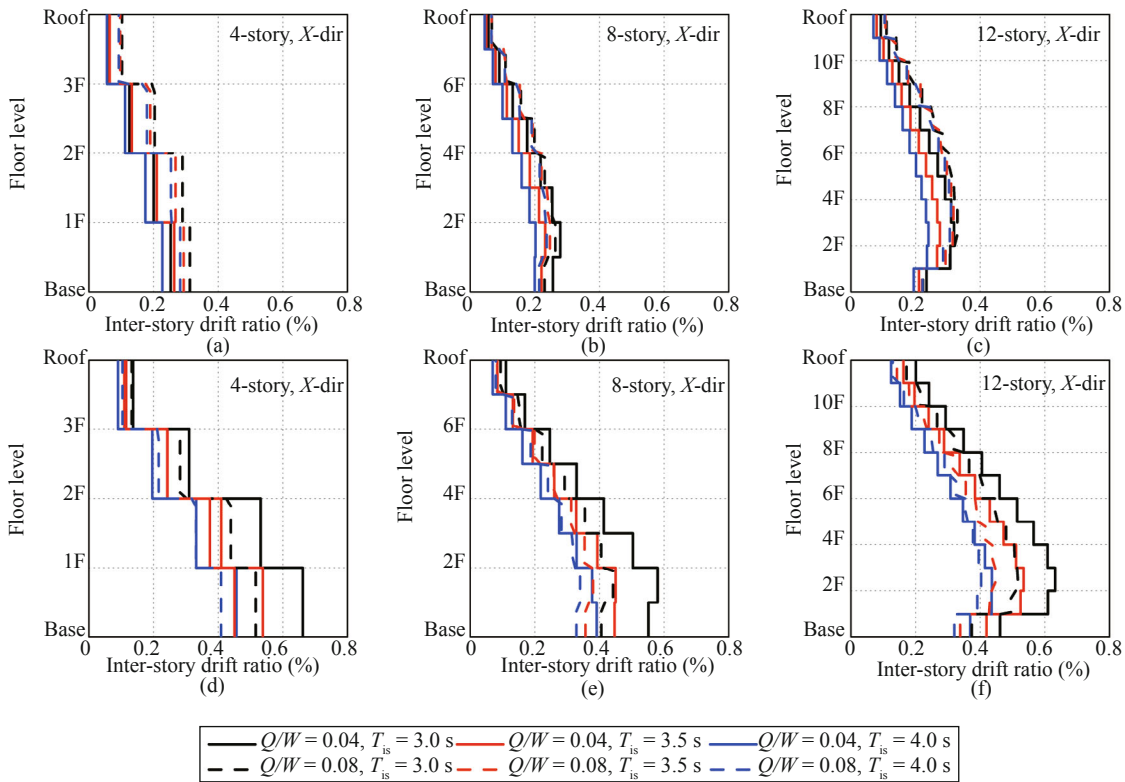 Roof
3F
2F
1F
Base
Floor level
4-story, X-dir
0 0.2 0.4 0.6 0.8
Inter-story drift ratio (%)
(a)
Roof
6F
4F
2F
Base
Floor level
8-story, X-dir
0 0.2 0.4 0.6 0.8
Inter-story drift ratio (%)
(b)
Roof
10F
8F
6F
4F
2F
Base
Floor level
12-story, X-dir
0 0.2 0.4 0.6 0.8
Inter-story drift ratio (%)
(c)
Roof
3F
2F
1F
Base
Floor level
4-story, X-dir
0 0.2 0.4 0.6 0.8
Inter-story drift ratio (%)
(d)
Roof
6F
4F
2F
Base
Floor level
8-story, X-dir
0 0.2 0.4 0.6 0.8
Inter-story drift ratio (%)
(e)
Roof
10F
8F
6F
4F
2F
Base
Floor level
12-story, X-dir
0 0.2 0.4 0.6 0.8
Inter-story drift ratio (%)
(f)
Q/W = 0.04, Tis = 3.0 s Q/W = 0.04, Tis = 3.5 s Q/W = 0.04, Tis = 4.0 s
Q/W = 0.08, Tis = 3.0 s Q/W = 0.08, Tis = 3.5 s Q/W = 0.08, Tis = 4.0 s